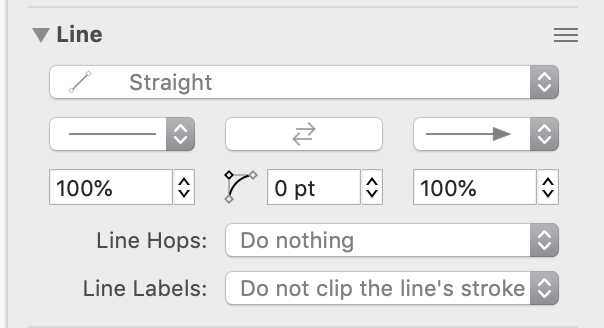 Line
Straight
100% 0 pt 100%
Line Hops: Do nothing
Line Labels: Do not clip the line's stroke